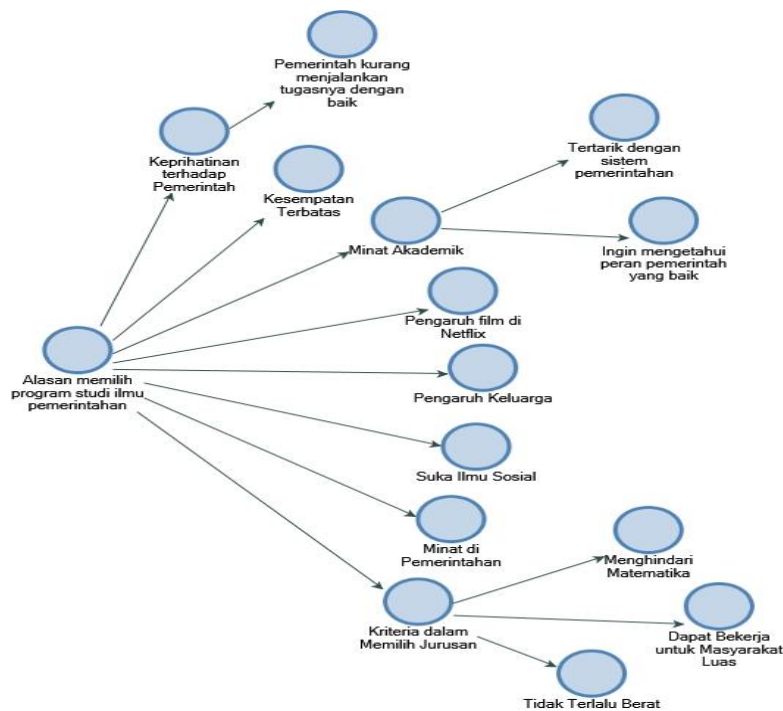 Pemerintah kurang
menjalankan
tugasnya dengan
baik
Keprihatinan
terhadap
Pemerintah
Kesempatan
Terbatas
Tertarik dengan
sistem
pemerintahan
Minat Akademik
Ingin mengetahui
peran pemerintah
yang baik
Pengaruh film di
Netflix
Alasan memilih
program studi ilmu
pemerintahan
Pengaruh Keluarga
Suka Ilmu Sosial
Minat di
Pemerintahan
Menghindari
Matematika
Kriteria dalam
Memilih Jurusan
Dapat Bekerja
untuk Masyarakat
Luas
Tidak Terlalu Berat